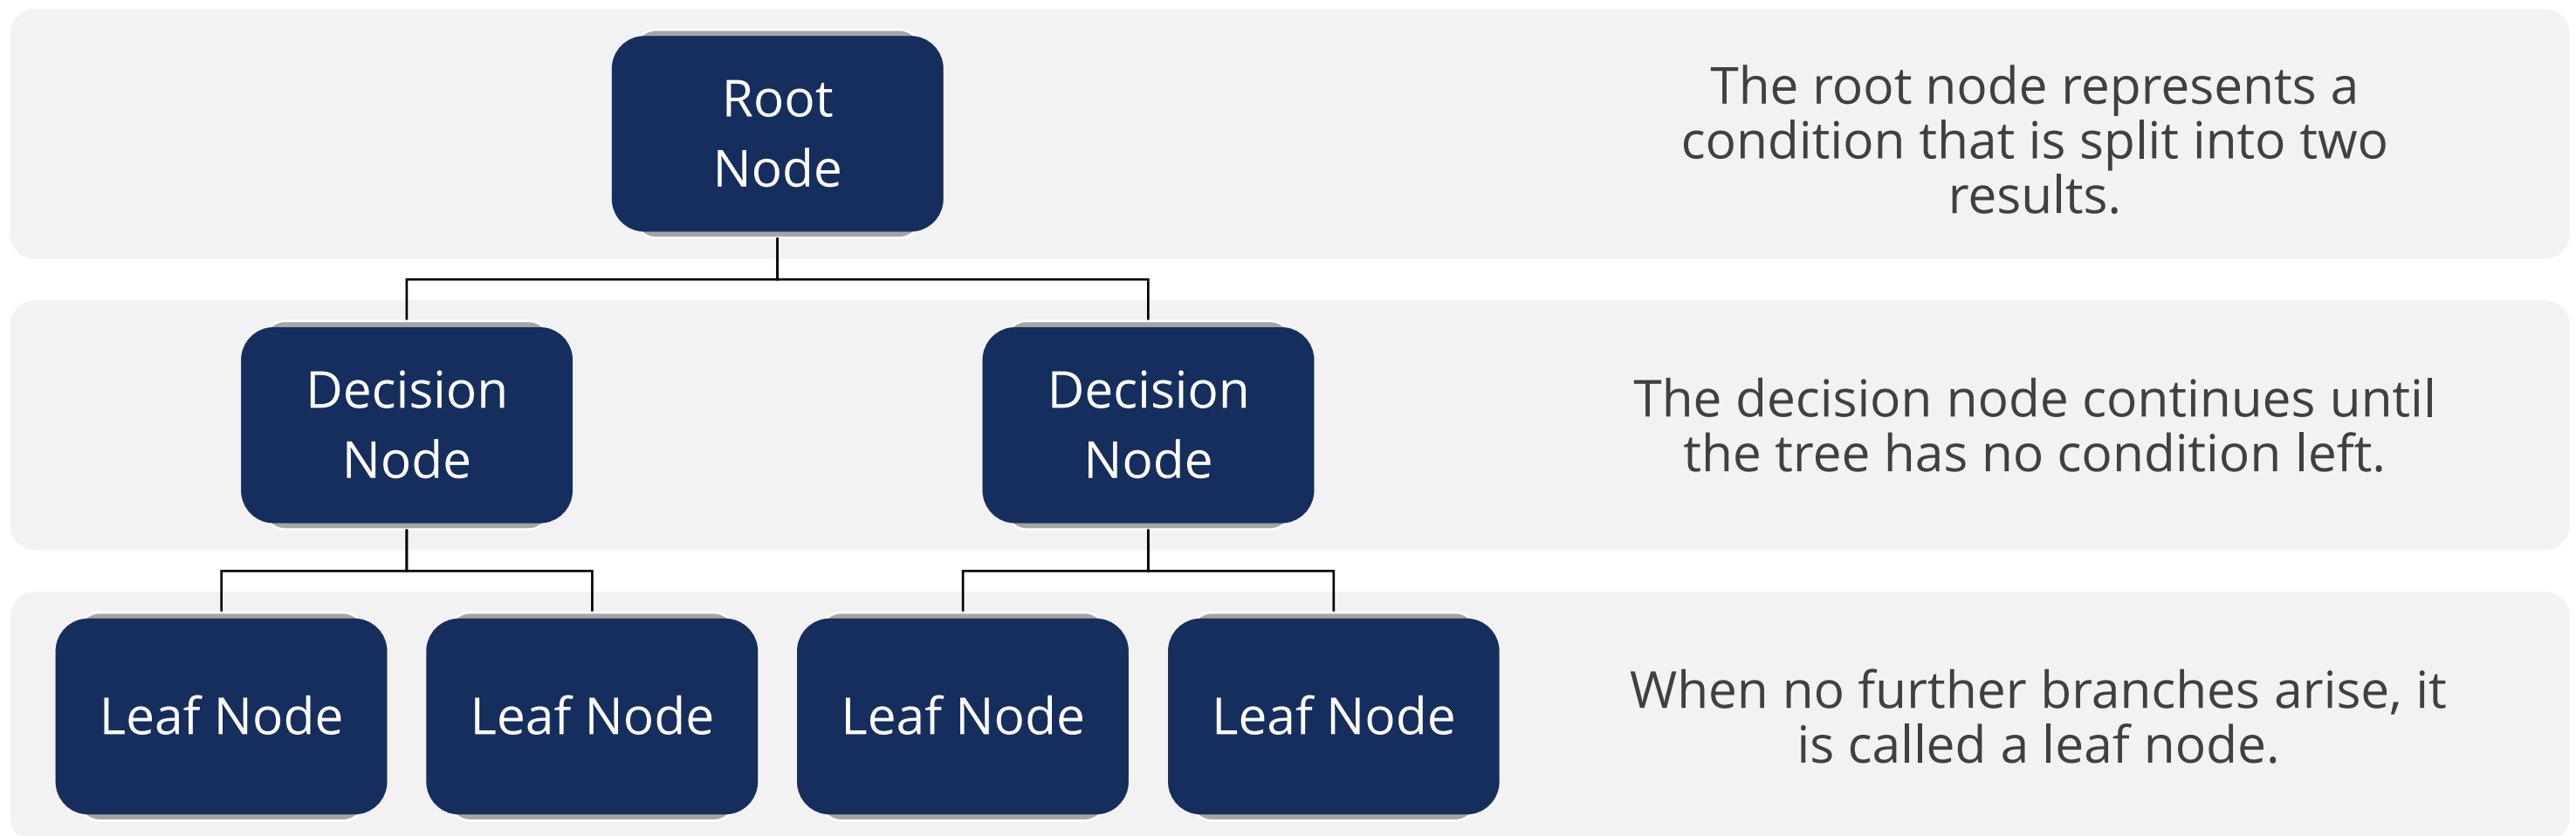 Root
Node
The root node represents a
condition that is split into two
results.
Decision
Node
Decision
Node
The decision node continues until
the tree has no condition left.
Leaf Node
Leaf Node
Leaf Node
Leaf Node
When no further branches arise, it
is called a leaf node.